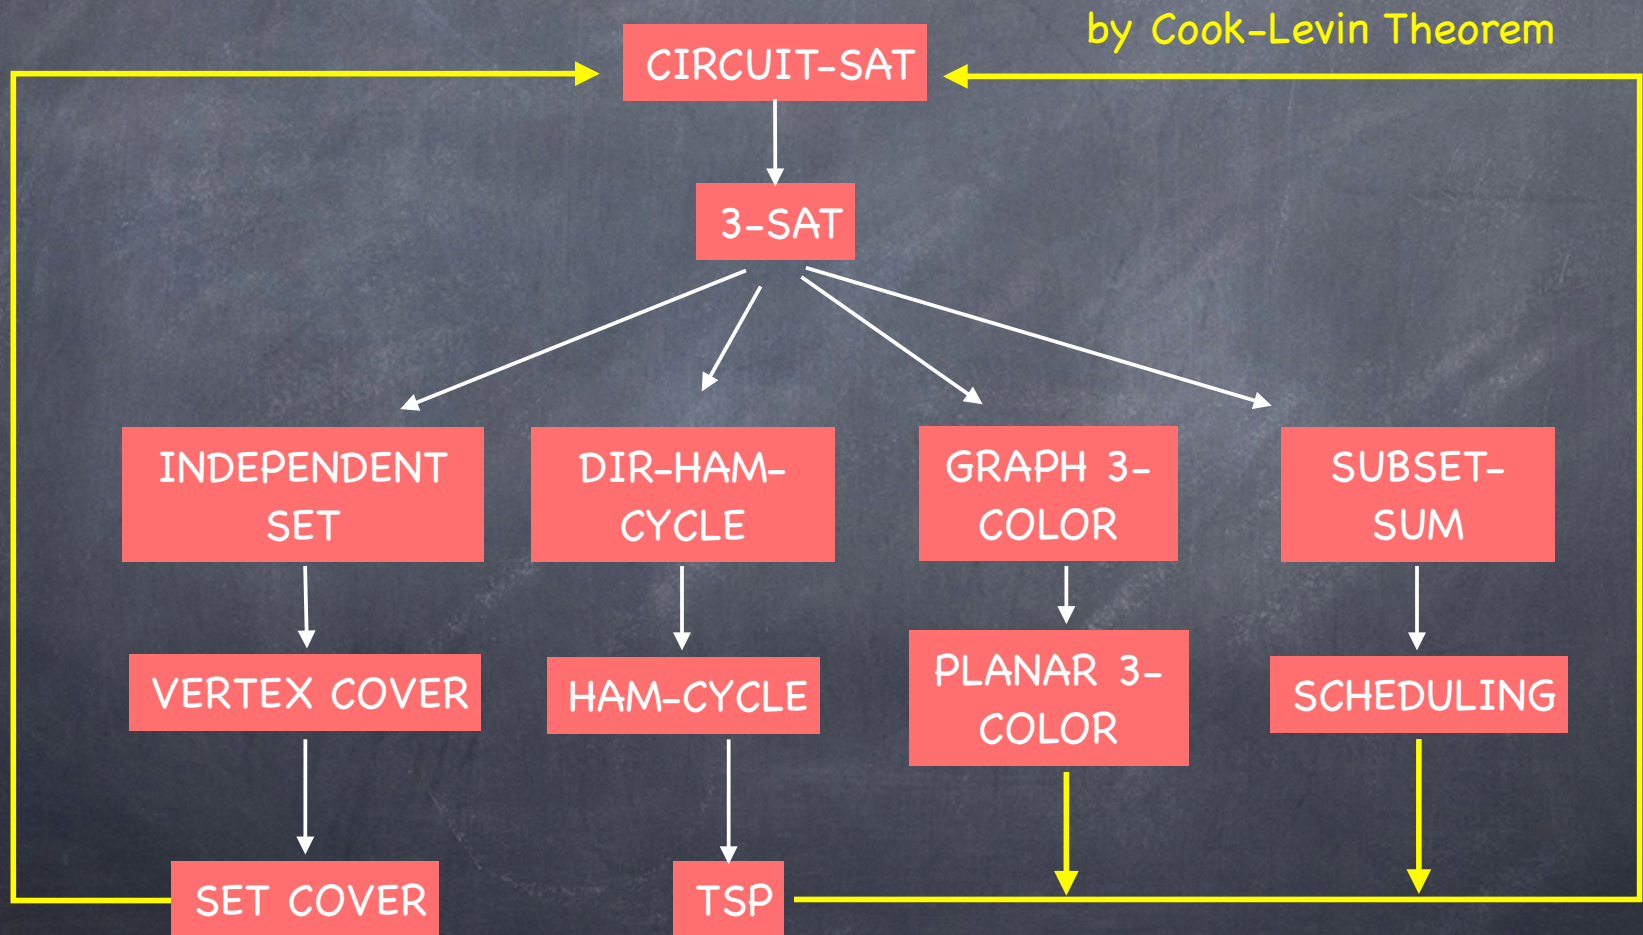 by Cook-Levin Theorem
CIRCUIT-SAT
3-SAT
INDEPENDENT
SET
DIR-HAM-
CYCLE
GRAPH 3-
COLOR
SUBSET-
SUM
VERTEX COVER
HAM-CYCLE
PLANAR 3-
COLOR
SCHEDULING
SET COVER
TSP